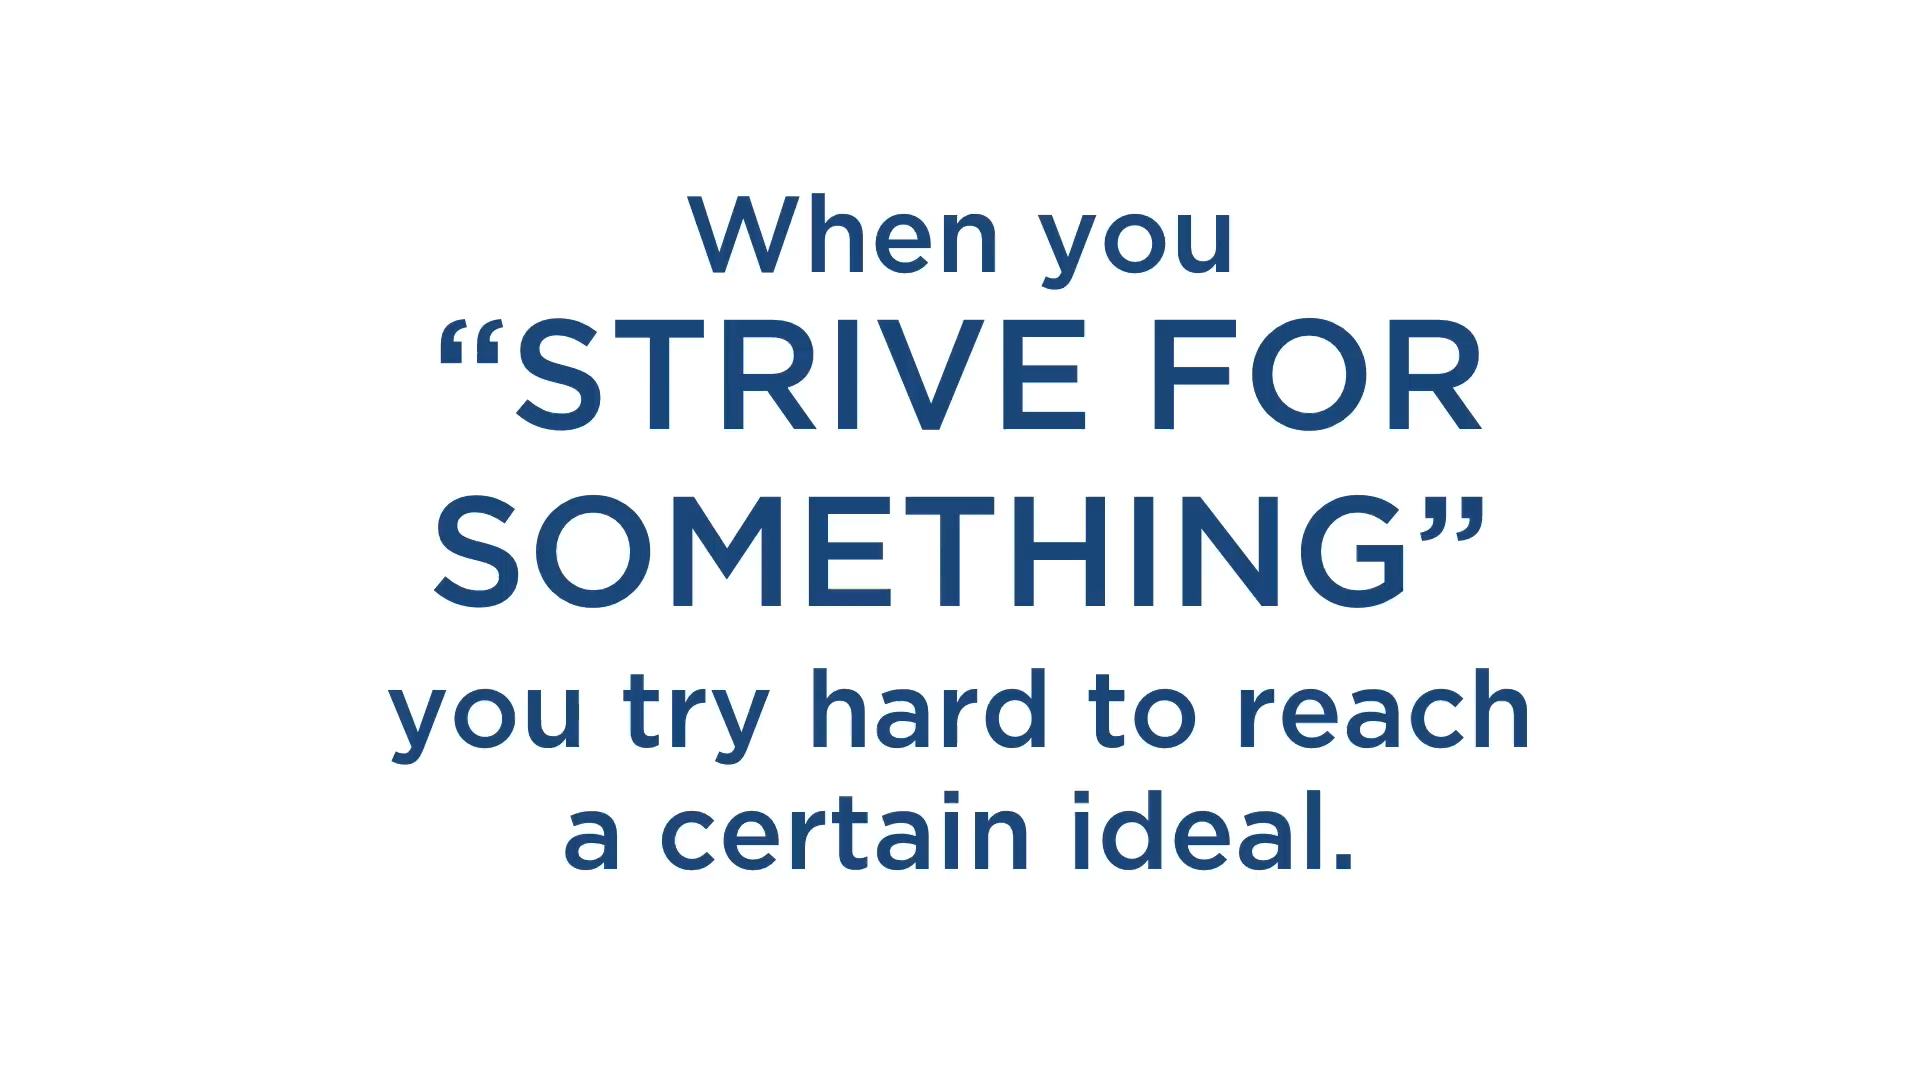 When you
“STRIVE FOR
SOMETHING”
you try hard to reach
a certain ideal.